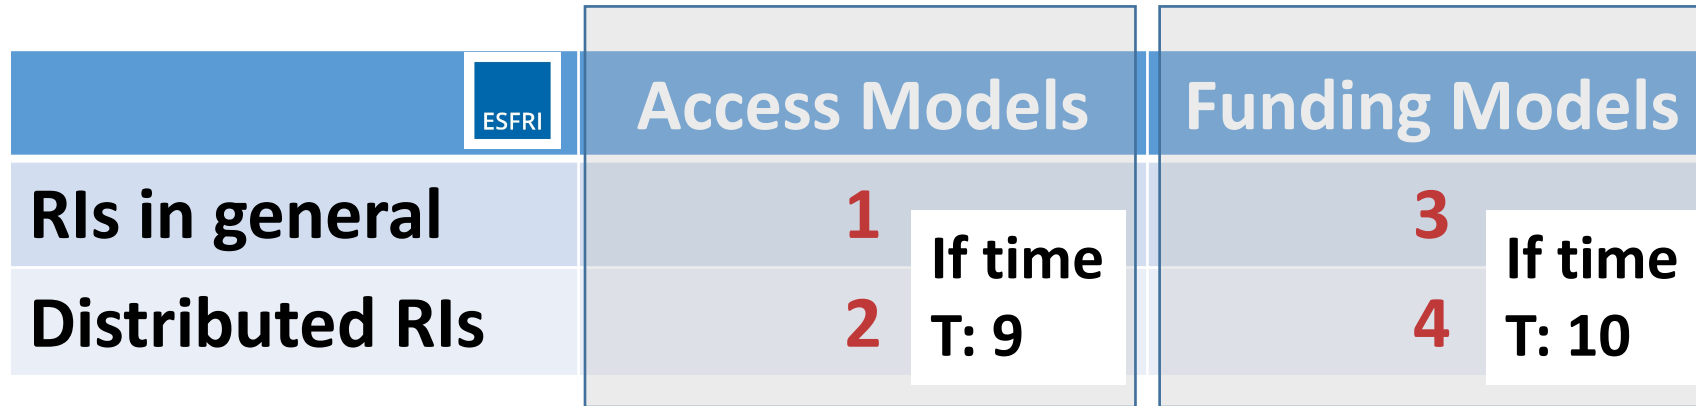 ESFRI
Access Models
Funding Models
RIs in general
1
3
If time
T: 9
If time
T: 10
Distributed RIs
2
4